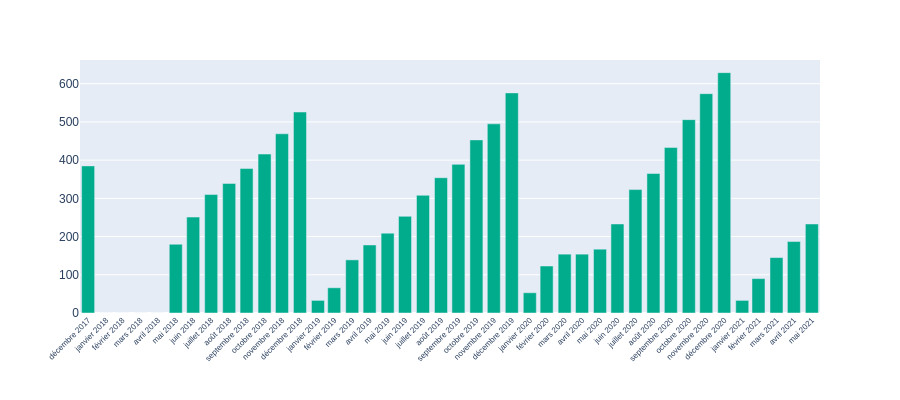 600
500
400
300
200
100
0
décembre 2017
janvier 2018
février 2018
mars 2018
avril 2018
mai 2018
juin 2018
juillet 2018
août 2018
septembre 2018
octobre 2018
novembre 2018
décembre 2018
janvier 2019
février 2019
mars 2019
avril 2019
mai 2019
juin 2019
juillet 2019
août 2019
septembre 2019
octobre 2019
novembre 2019
décembre 2019
janvier 2020
février 2020
mars 2020
avril 2020
mai 2020
juin 2020
juillet 2020
août 2020
septembre 2020
octobre 2020
novembre 2020
décembre 2020
janvier 2021
février 2021
mars 2021
avril 2021
mai 2021